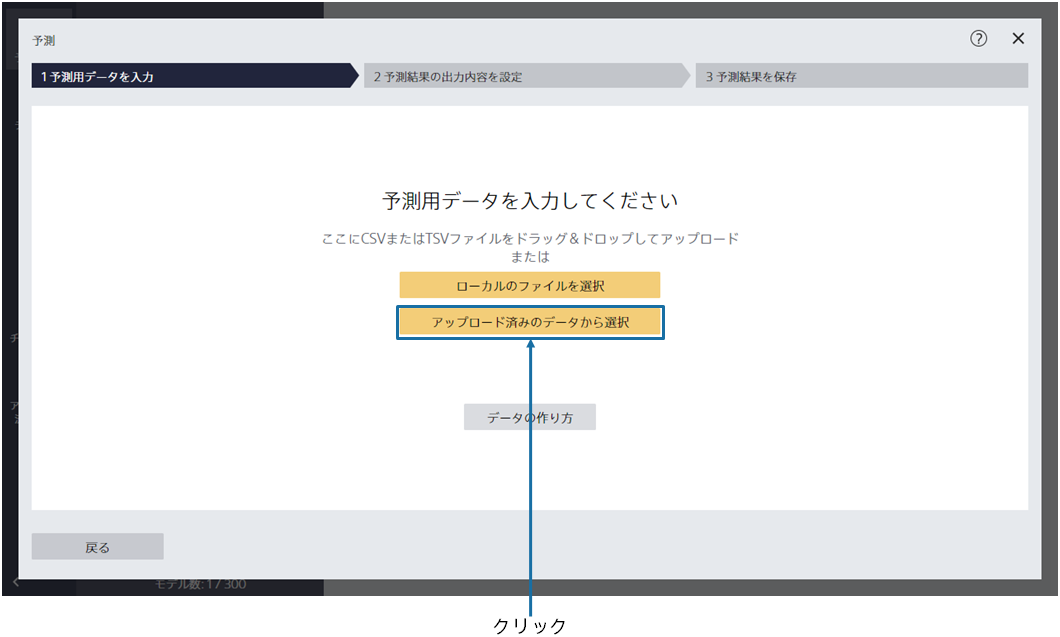 予測
?
1 予測用データを入力
2 予測結果の出力内容を設定
3 予測結果を保存
予測用データを入力してください
ここにCSVまたはTSVファイルをドラッグ＆ドロップしてアップロード
または
ローカルのファイルを選択
アップロード済みのデータから選択
データの作り方
戻る
モデル数: 1 / 300
クリック